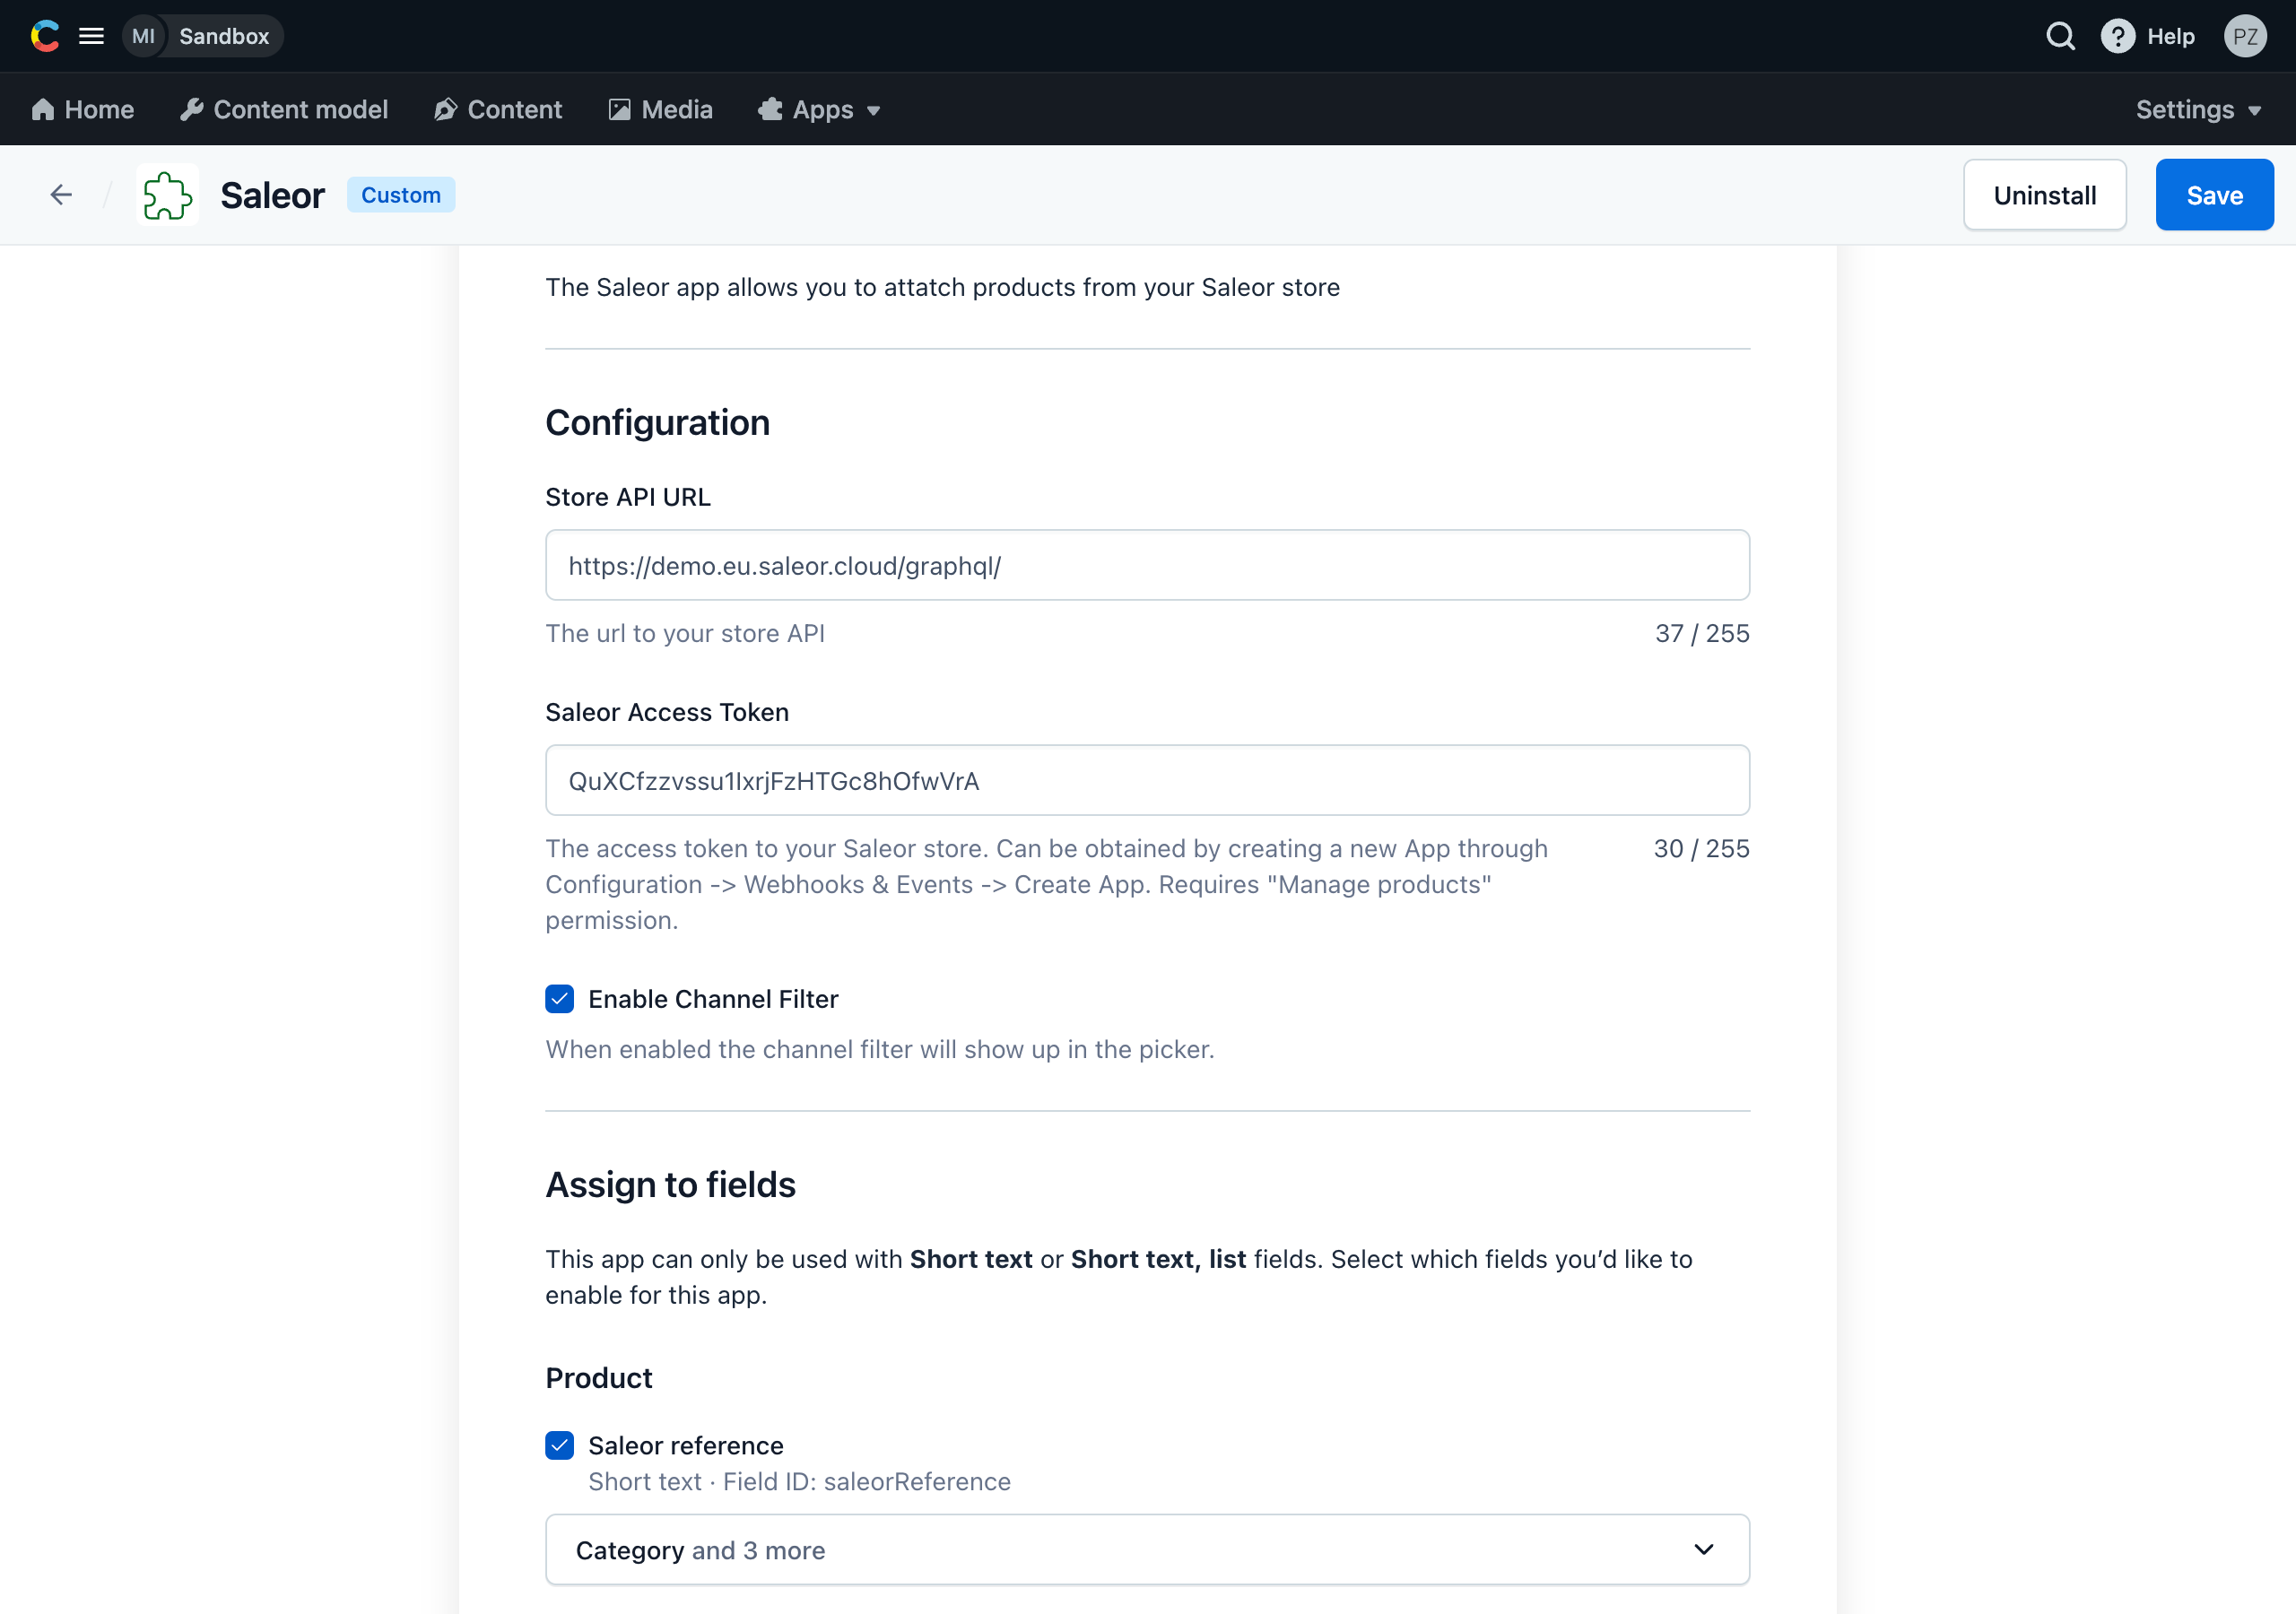 MI Sandbox
? Help PZ
Home Content model Content Media Apps Settings
Saleor Custom Uninstall Save
The Saleor app allows you to attatch products from your Saleor store
Configuration
Store API URL
https://demo.eu.saleor.cloud/graphql/
The url to your store API 37 / 255
Saleor Access Token
QuXCfzzvssu1IxrjFzHTGc8hOfwVrA
The access token to your Saleor store. Can be obtained by creating a new App through 30 / 255
Configuration -> Webhooks & Events -> Create App. Requires "Manage products"
permission.
Enable Channel Filter
When enabled the channel filter will show up in the picker.
Assign to fields
This app can only be used with Short text or Short text, list fields. Select which fields you’d like to
enable for this app.
Product
Saleor reference
Short text · Field ID: saleorReference
Category and 3 more